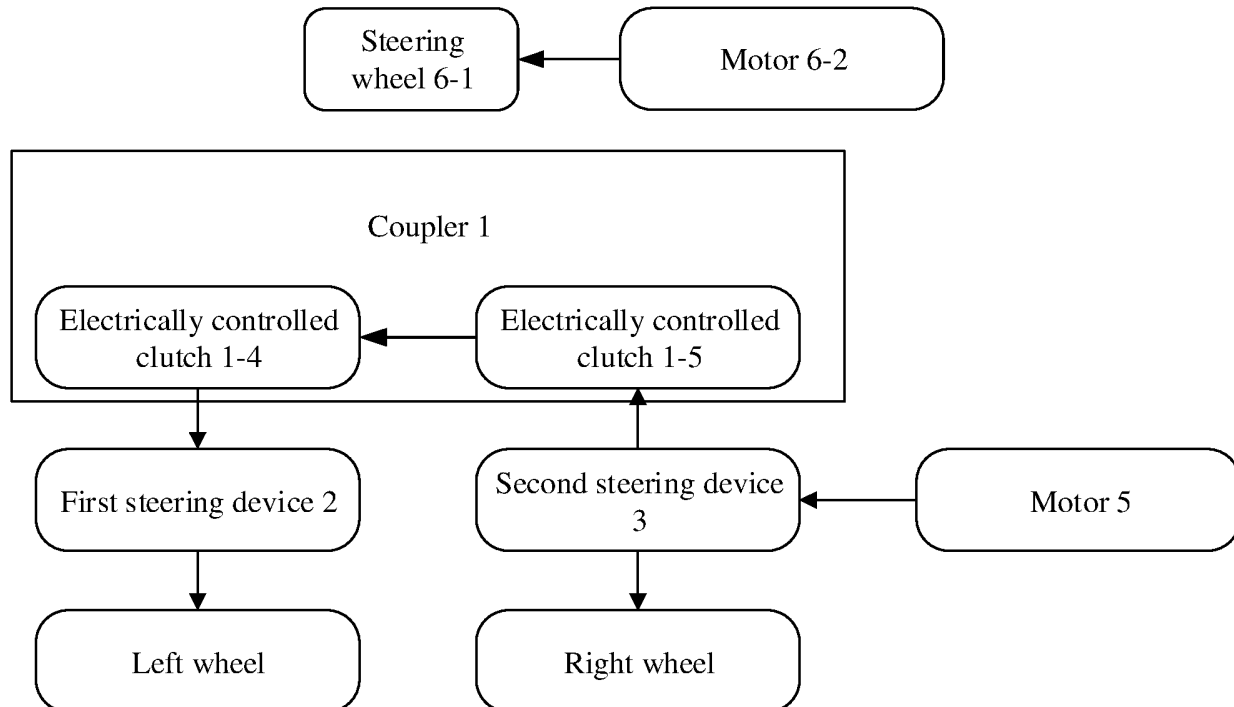 Steering
wheel 6-1
Motor 6-2
Coupler 1
Electrically controlled
clutch 1-4
Electrically controlled
clutch 1-5
First steering device 2
Second steering device
3
Motor 5
Left wheel
Right wheel